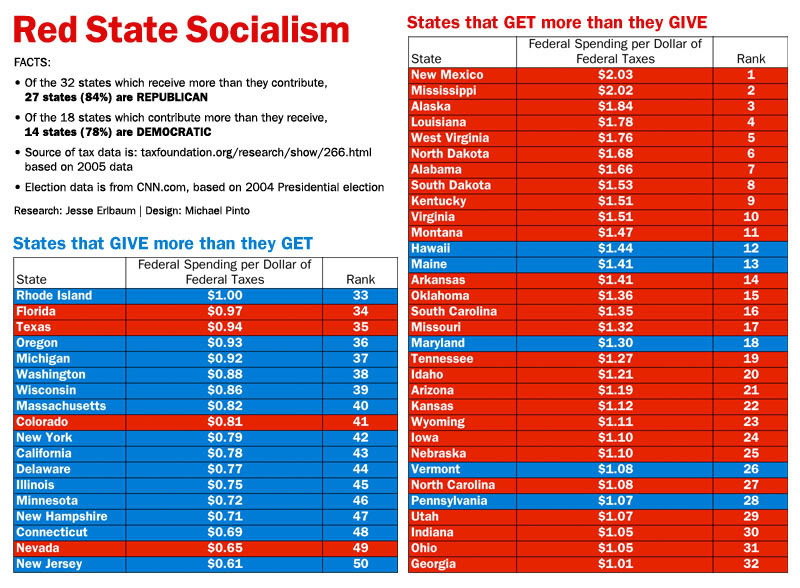 Red State Socialism
FACTS:
• Of the 32 states which receive more than they contribute,
27 states (84%) are REPUBLICAN
• Of the 18 states which contribute more than they receive,
14 states (78%) are DEMOCRATIC
• Source of tax data is: taxfoundation.org/research/show/266.html
based on 2005 data
• Election data is from CNN.com, based on 2004 Presidential election
Research: Jesse Erlbaum | Design: Michael Pinto
States that GIVE more than they GET
Federal Spending per Dollar of
State Federal Taxes Rank
Rhode Island $1.00 33
Florida $0.97 34
Texas $0.94 35
Oregon $0.93 36
Michigan $0.92 37
Washington $0.88 38
Wisconsin $0.86 39
Massachusetts $0.82 40
Colorado $0.81 41
New York $0.79 42
California $0.78 43
Delaware $0.77 44
Illinois $0.75 45
Minnesota $0.72 46
New Hampshire $0.71 47
Connecticut $0.69 48
Nevada $0.65 49
New Jersey $0.61 50
States that GET more than they GIVE
Federal Spending per Dollar of
State Federal Taxes Rank
New Mexico $2.03 1
Mississippi $2.02 2
Alaska $1.84 3
Louisiana $1.78 4
West Virginia $1.76 5
North Dakota $1.68 6
Alabama $1.66 7
South Dakota $1.53 8
Kentucky $1.51 9
Virginia $1.51 10
Montana $1.47 11
Hawaii $1.44 12
Maine $1.41 13
Arkansas $1.41 14
Oklahoma $1.36 15
South Carolina $1.35 16
Missouri $1.32 17
Maryland $1.30 18
Tennessee $1.27 19
Idaho $1.21 20
Arizona $1.19 21
Kansas $1.12 22
Wyoming $1.11 23
Iowa $1.10 24
Nebraska $1.10 25
Vermont $1.08 26
North Carolina $1.08 27
Pennsylvania $1.07 28
Utah $1.07 29
Indiana $1.05 30
Ohio $1.05 31
Georgia $1.01 32